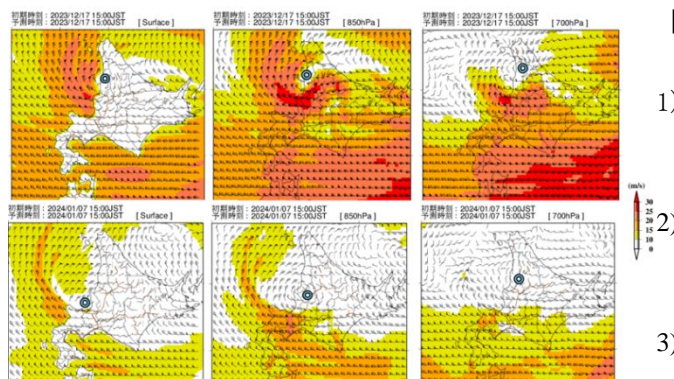 初期時刻：2023/12/17 15:00JST
予測時刻：2023/12/17 15:00JST [ Surface ]
初期時刻：2023/12/17 15:00JST
予測時刻：2023/12/17 15:00JST [ 850hPa ]
初期時刻：2023/12/17 15:00JST
予測時刻：2023/12/17 15:00JST [ 700hPa ]
1)
(m/s)
30
25
20
15
10
0
2)
初期時刻：2024/01/07 15:00JST
予測時刻：2024/01/07 15:00JST [ Surface ]
初期時刻：2024/01/07 15:00JST
予測時刻：2024/01/07 15:00JST [ 850hPa ]
初期時刻：2024/01/07 15:00JST
予測時刻：2024/01/07 15:00JST [ 700hPa ]
3)